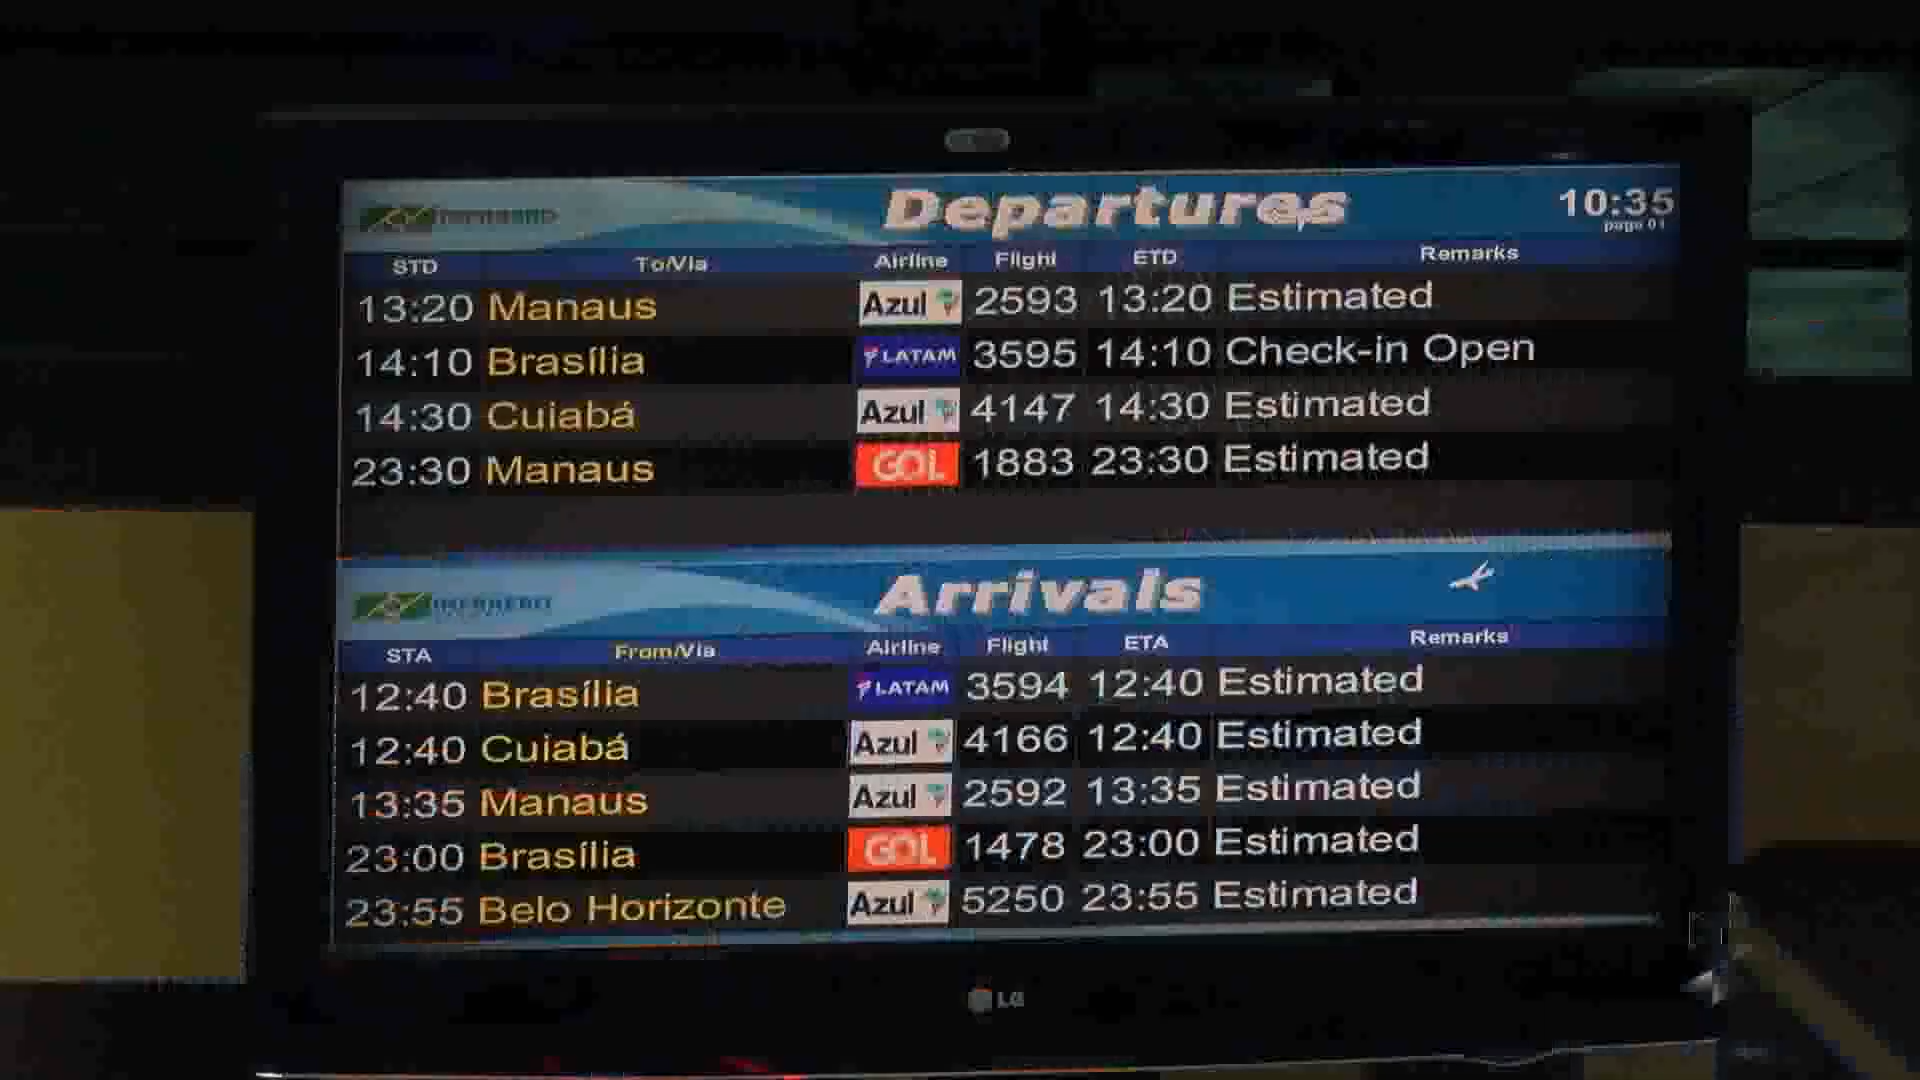 INFRAERO Departures 10:35
page 01
STD To/Via Airline Flight ETD Remarks
13:20 Manaus Azul 2593 13:20 Estimated
14:10 Brasília LATAM 3595 14:10 Check-in Open
14:30 Cuiabá Azul 4147 14:30 Estimated
23:30 Manaus GOL 1883 23:30 Estimated
INFRAERO Arrivals
STA From/Via Airline Flight ETA Remarks
12:40 Brasília LATAM 3594 12:40 Estimated
12:40 Cuiabá Azul 4166 12:40 Estimated
13:35 Manaus Azul 2592 13:35 Estimated
23:00 Brasília GOL 1478 23:00 Estimated
23:55 Belo Horizonte Azul 5250 23:55 Estimated
LG